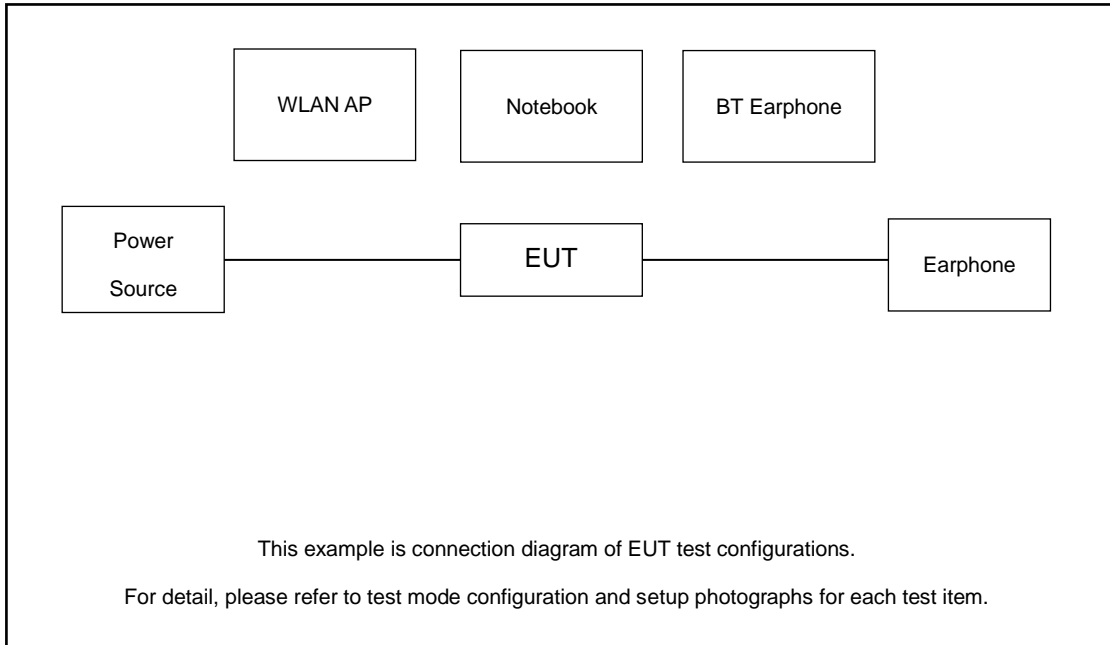 WLAN AP
Notebook
BT Earphone
Power
Source
EUT
Earphone
This example is connection diagram of EUT test configurations.
For detail, please refer to test mode configuration and setup photographs for each test item.